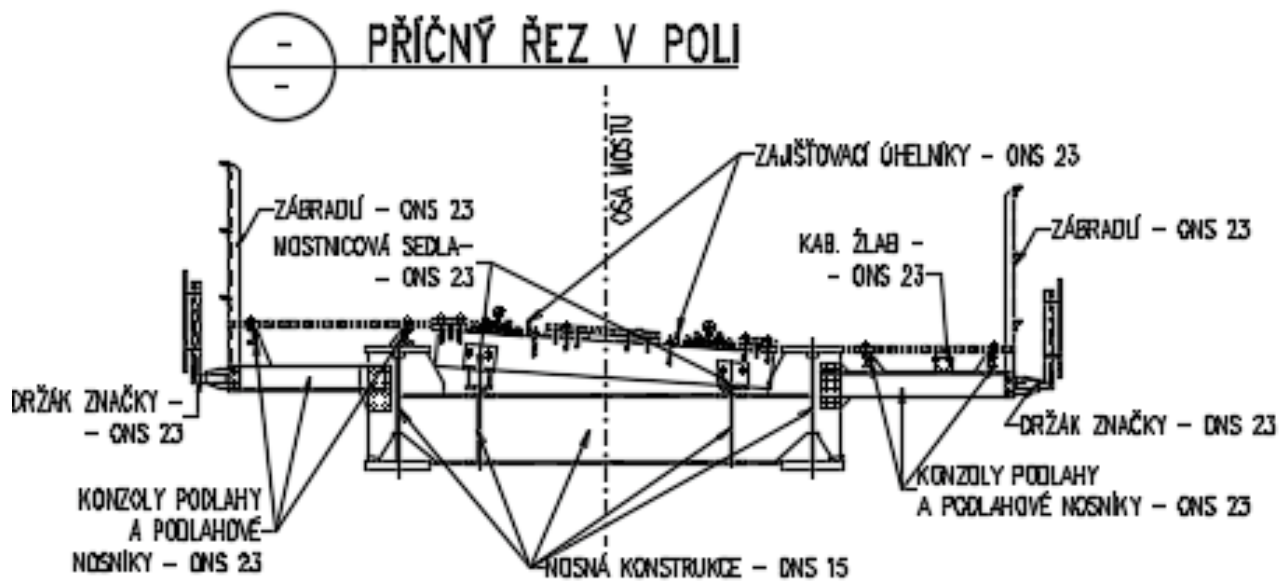 PŘÍČNÝ ŘEZ V POLI
-
-
OSA MOSTU
ZAJIŠŤOVACÍ ÚHELNÍKY - ONS 23
ZÁBRADLÍ - ONS 23
MOSTNICOVÁ SEDLA-
- ONS 23
KAB. ŽLAB -
- ONS 23
ZÁBRADLÍ - ONS 23
DRŽÁK ZNAČKY -
- ONS 23
DRŽÁK ZNAČKY - ONS 23
KONZOLY PODLAHY
A PODLAHOVÉ
NOSNÍKY - ONS 23
KONZOLY PODLAHY
A PODLAHOVÉ NOSNÍKY - ONS 23
NOSNÁ KONSTRUKCE - ONS 15